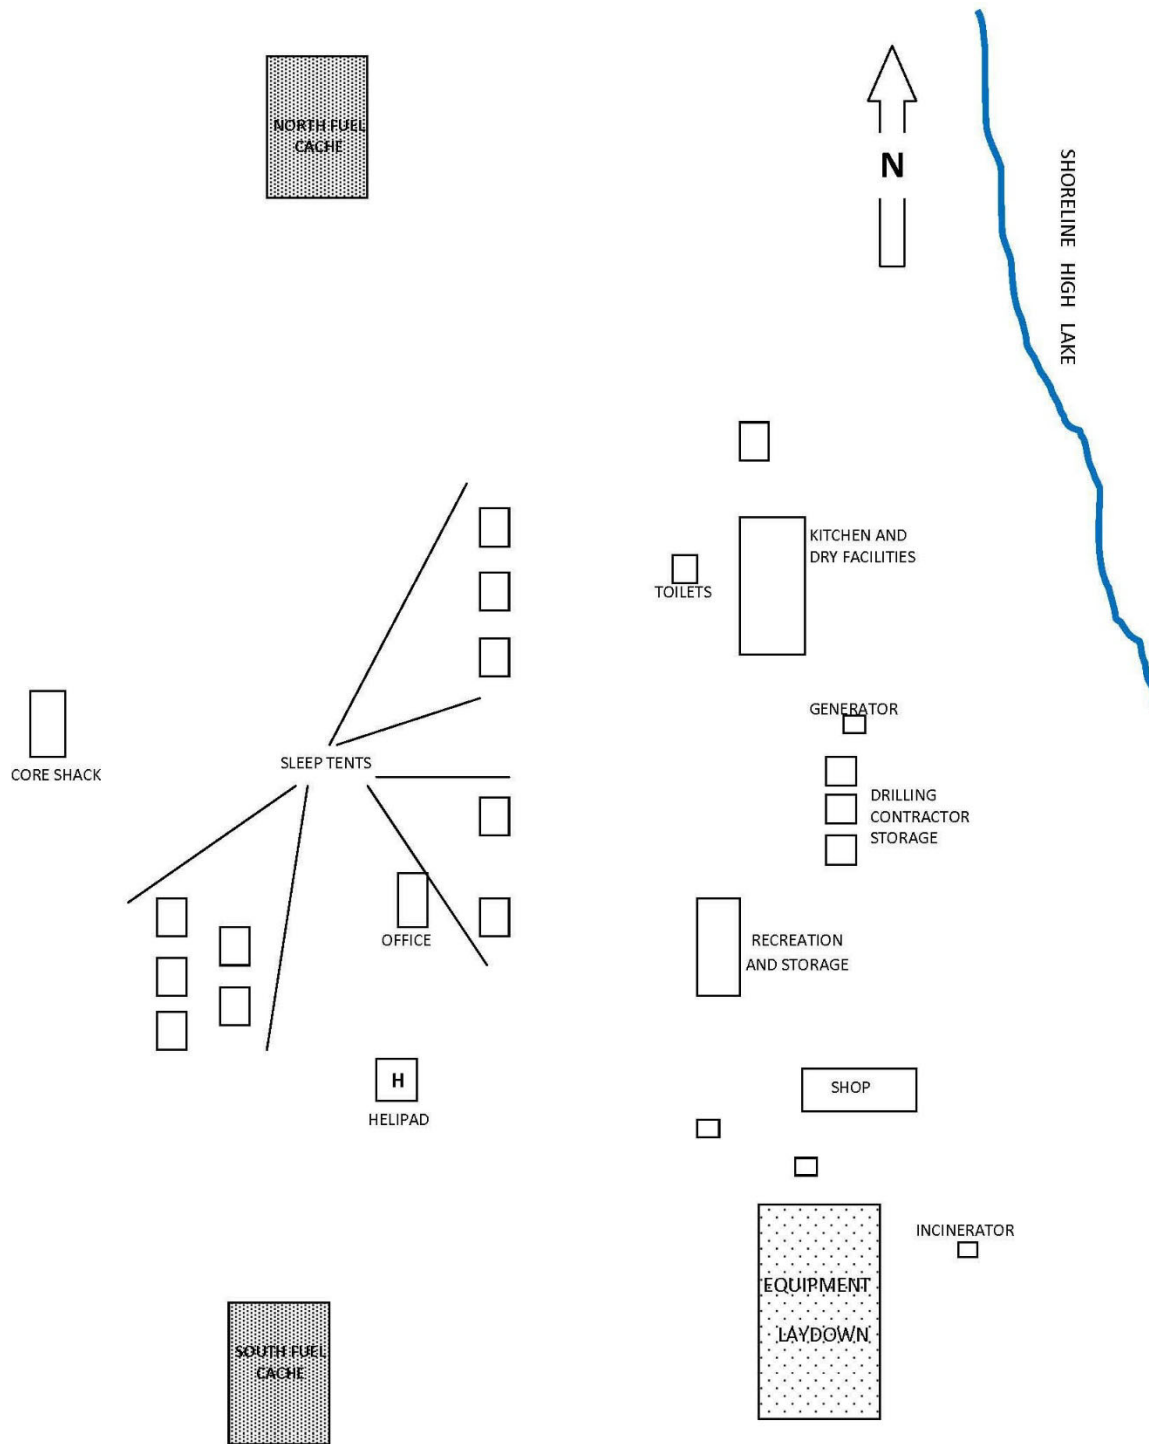 NORTH FUEL
CACHE
N
SHORELINE HIGH LAKE
KITCHEN AND
DRY FACILITIES
TOILETS
GENERATOR
CORE SHACK
SLEEP TENTS
DRILLING
CONTRACTOR
STORAGE
OFFICE
RECREATION
AND STORAGE
H
HELIPAD
SHOP
INCINERATOR
EQUIPMENT
LAYDOWN
SOUTH FUEL
CACHE